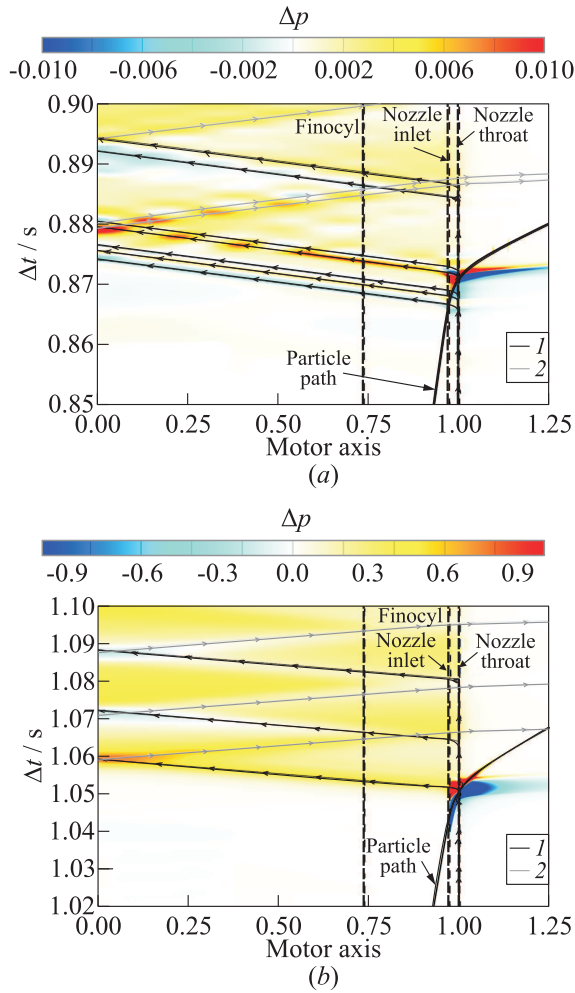 Δp
-0.010 -0.006 -0.002 0.002 0.006 0.010
0.90
0.89
0.88
0.87
0.86
0.85
Δt / s
Finocyl
Nozzle inlet
Nozzle throat
Particle path
1
2
0.00 0.25 0.50 0.75 1.00 1.25
Motor axis
(a)
Δp
-0.9 -0.6 -0.3 0.0 0.3 0.6 0.9
1.10
1.09
1.08
1.07
1.06
1.05
1.04
1.03
1.02
Δt / s
Finocyl
Nozzle inlet
Nozzle throat
Particle path
1
2
0.00 0.25 0.50 0.75 1.00 1.25
Motor axis
(b)